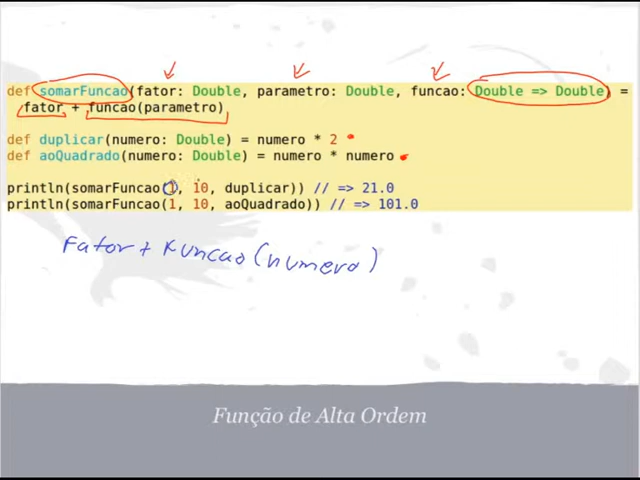 def somarFuncao(fator: Double, parametro: Double, funcao: Double => Double) =
fator + funcao(parametro)
def duplicar(numero: Double) = numero * 2
def aoQuadrado(numero: Double) = numero * numero
println(somarFuncao(1, 10, duplicar)) // => 21.0
println(somarFuncao(1, 10, aoQuadrado)) // => 101.0
Fator + Funcao (numero)
Função de Alta Ordem